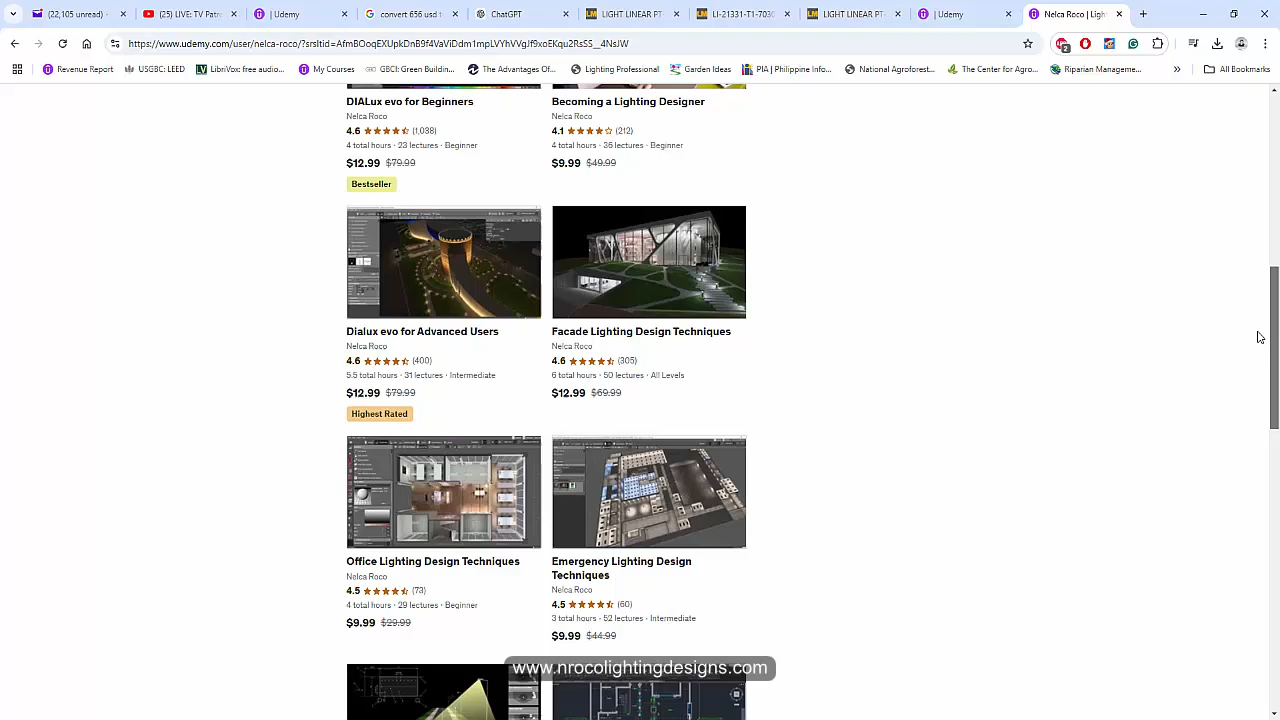 (22,105 unread)
(25) LIVE: TV Patro
Udemy
convert 656 usd t
ChatGPT
LIGHT LINEAR PT-
LI-211561-T1-7030
LIGHT LINEAR PT-
Udemy
Nelca Roco | Ligh
https://www.udemy.com/user/nelca-roco/?srsltid=AfmBOoqEXUpkDnB9f4VaViDdm1mpLVYhVVgJf9xoEKqu2RsS5__4NsJW
Revenue Report
USGBC: LEED
LibriVox: free audio...
My Courses
GBCI: Green Buildin...
The Advantages Of...
Lighting Professional
Garden Ideas
PIA | Philippine Info...
National Agroforest...
The Center for Agro...
Riparian Manageme...
All Bookmarks
DIALux evo for Beginners
Nelca Roco
4.6 (1,038)
4 total hours · 23 lectures · Beginner
$12.99 $79.99
Bestseller
Becoming a Lighting Designer
Nelca Roco
4.1 (212)
4 total hours · 36 lectures · Beginner
$9.99 $49.99
Dialux evo for Advanced Users
Nelca Roco
4.6 (400)
5.5 total hours · 31 lectures · Intermediate
$12.99 $79.99
Highest Rated
Facade Lighting Design Techniques
Nelca Roco
4.6 (305)
6 total hours · 50 lectures · All Levels
$12.99 $69.99
Office Lighting Design Techniques
Nelca Roco
4.5 (73)
4 total hours · 29 lectures · Beginner
$9.99 $29.99
Emergency Lighting Design
Techniques
Nelca Roco
4.5 (60)
3 total hours · 52 lectures · Intermediate
$9.99 $44.99
www.nrocolightingdesigns.com